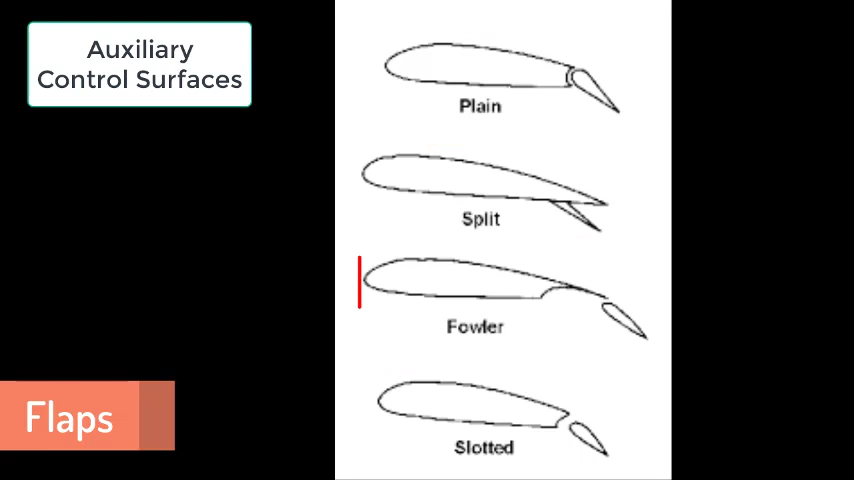 Auxiliary
Control Surfaces
Plain
Split
Fowler
Flaps
Slotted